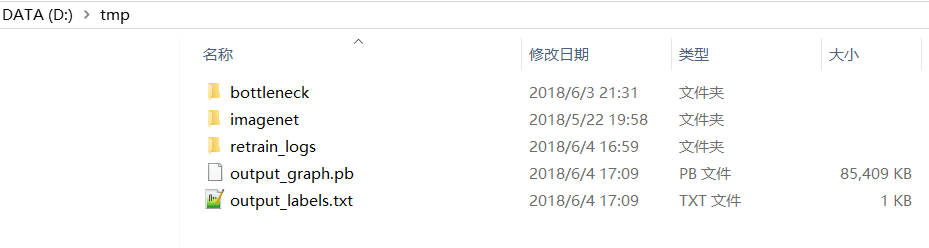 DATA (D:) > tmp
名称 修改日期 类型 大小
bottleneck 2018/6/3 21:31 文件夹
imagenet 2018/5/22 19:58 文件夹
retrain_logs 2018/6/4 16:59 文件夹
output_graph.pb 2018/6/4 17:09 PB 文件 85,409 KB
output_labels.txt 2018/6/4 17:09 TXT 文件 1 KB